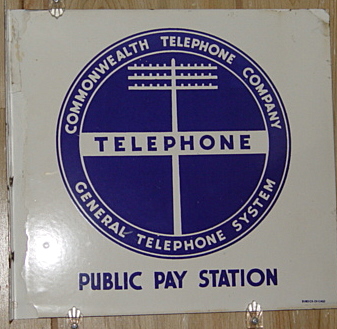 COMMONWEALTH TELEPHONE COMPANY
TELEPHONE
GENERAL TELEPHONE SYSTEM
PUBLIC PAY STATION